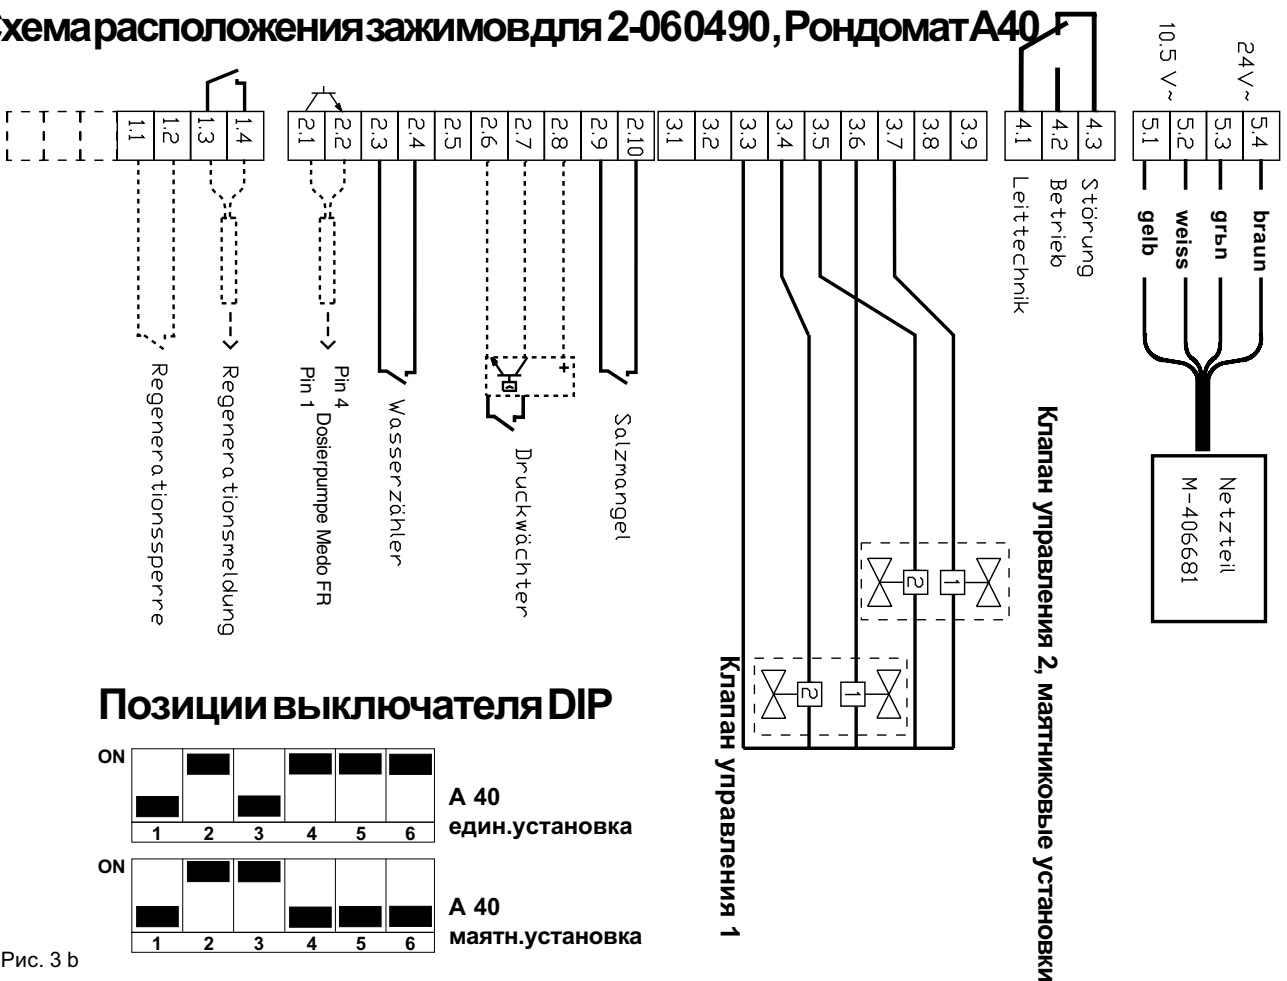 хема расположения зажимов для 2-060490, Рондомат А40
10.5 V~
24V~
1.1 1.2 1.3 1.4
2.1 2.2 2.3 2.4 2.5 2.6 2.7 2.8 2.9 2.10
3.1 3.2 3.3 3.4 3.5 3.6 3.7 3.8 3.9
4.1 4.2 4.3
5.1 5.2 5.3 5.4
Leittechnik
Betrieb
Störung
gelb
weiss
grьn
braun
Regenerationssperre
Regenerationsmeldung
Pin 1
Pin 4
Dosierpumpe Medo FR
Wasserzähler
+
Druckwächter
Salzmangel
Netzteil
M-406681
2
1
2
1
Клапан управления 1
Клапан управления 2, маятниковые установки
Позиции выключателя DIP
ON
1 2 3 4 5 6
А 40
един.установка
ON
1 2 3 4 5 6
А 40
маятн.установка
Рис. 3 b